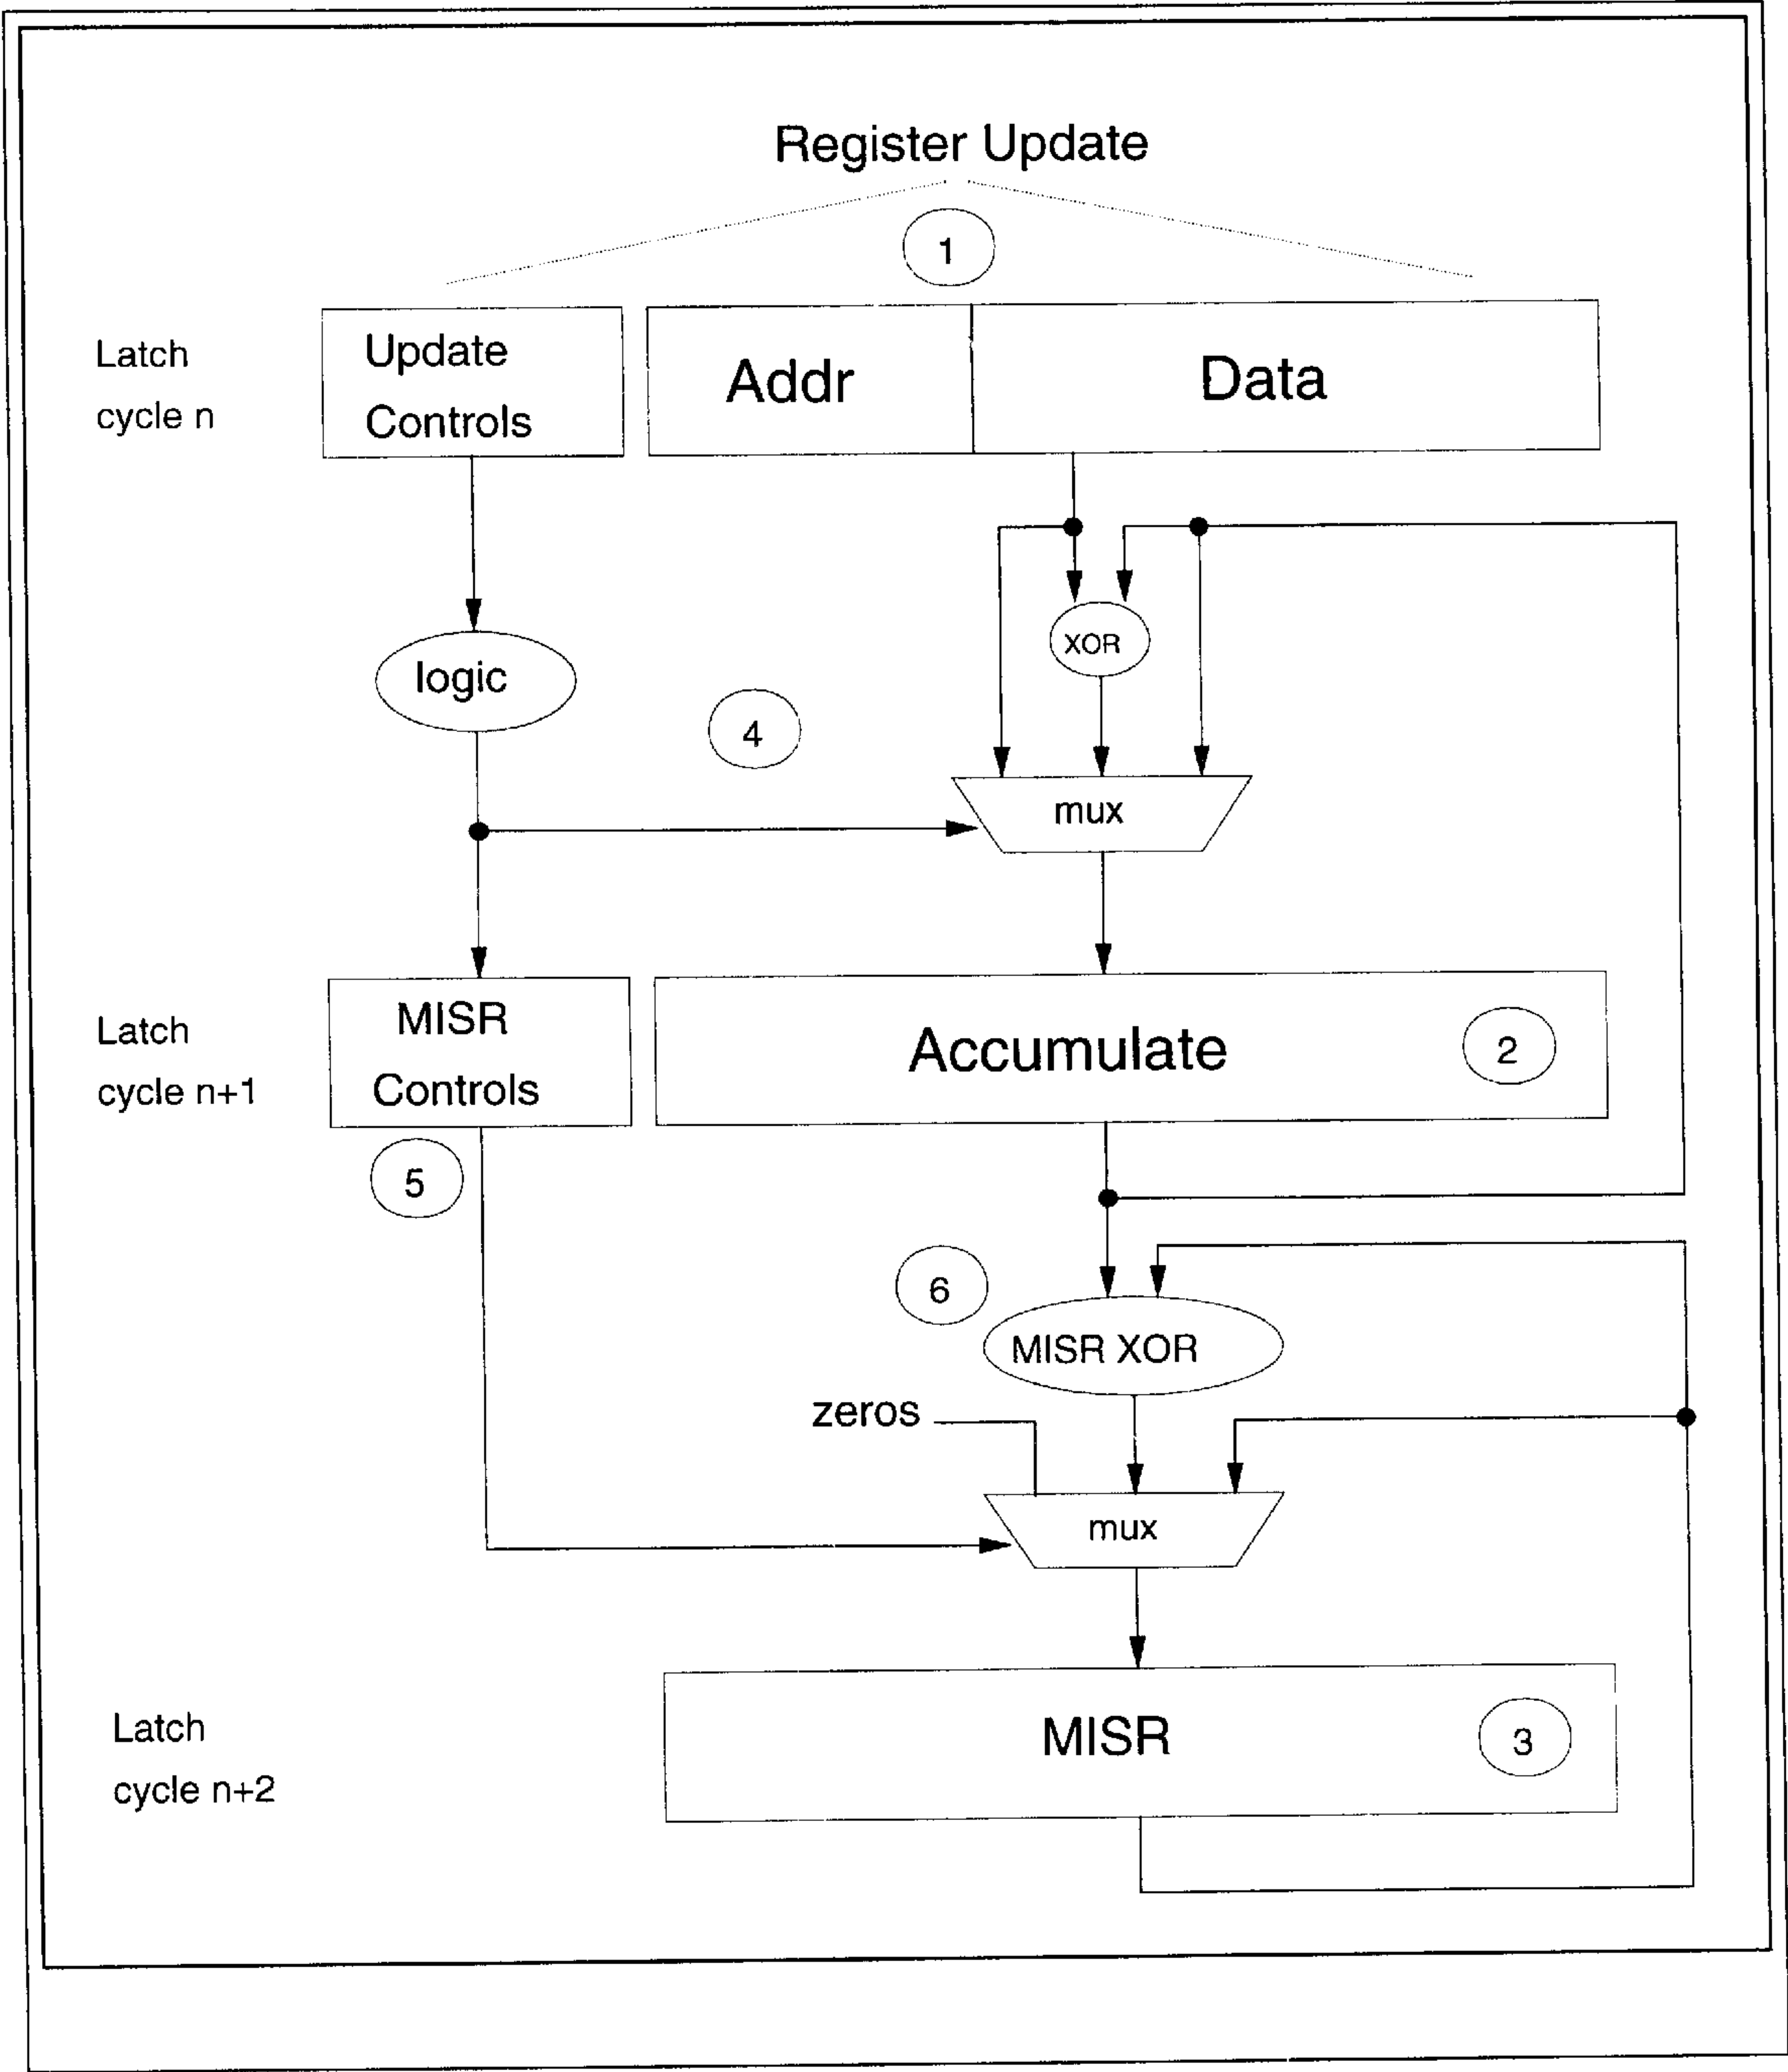 Register Update
1
Latch
cycle n
Update
Controls
Addr
Data
XOR
logic
4
mux
Latch
cycle n+1
MISR
Controls
Accumulate
2
5
6
MISR XOR
zeros
mux
Latch
cycle n+2
MISR
3